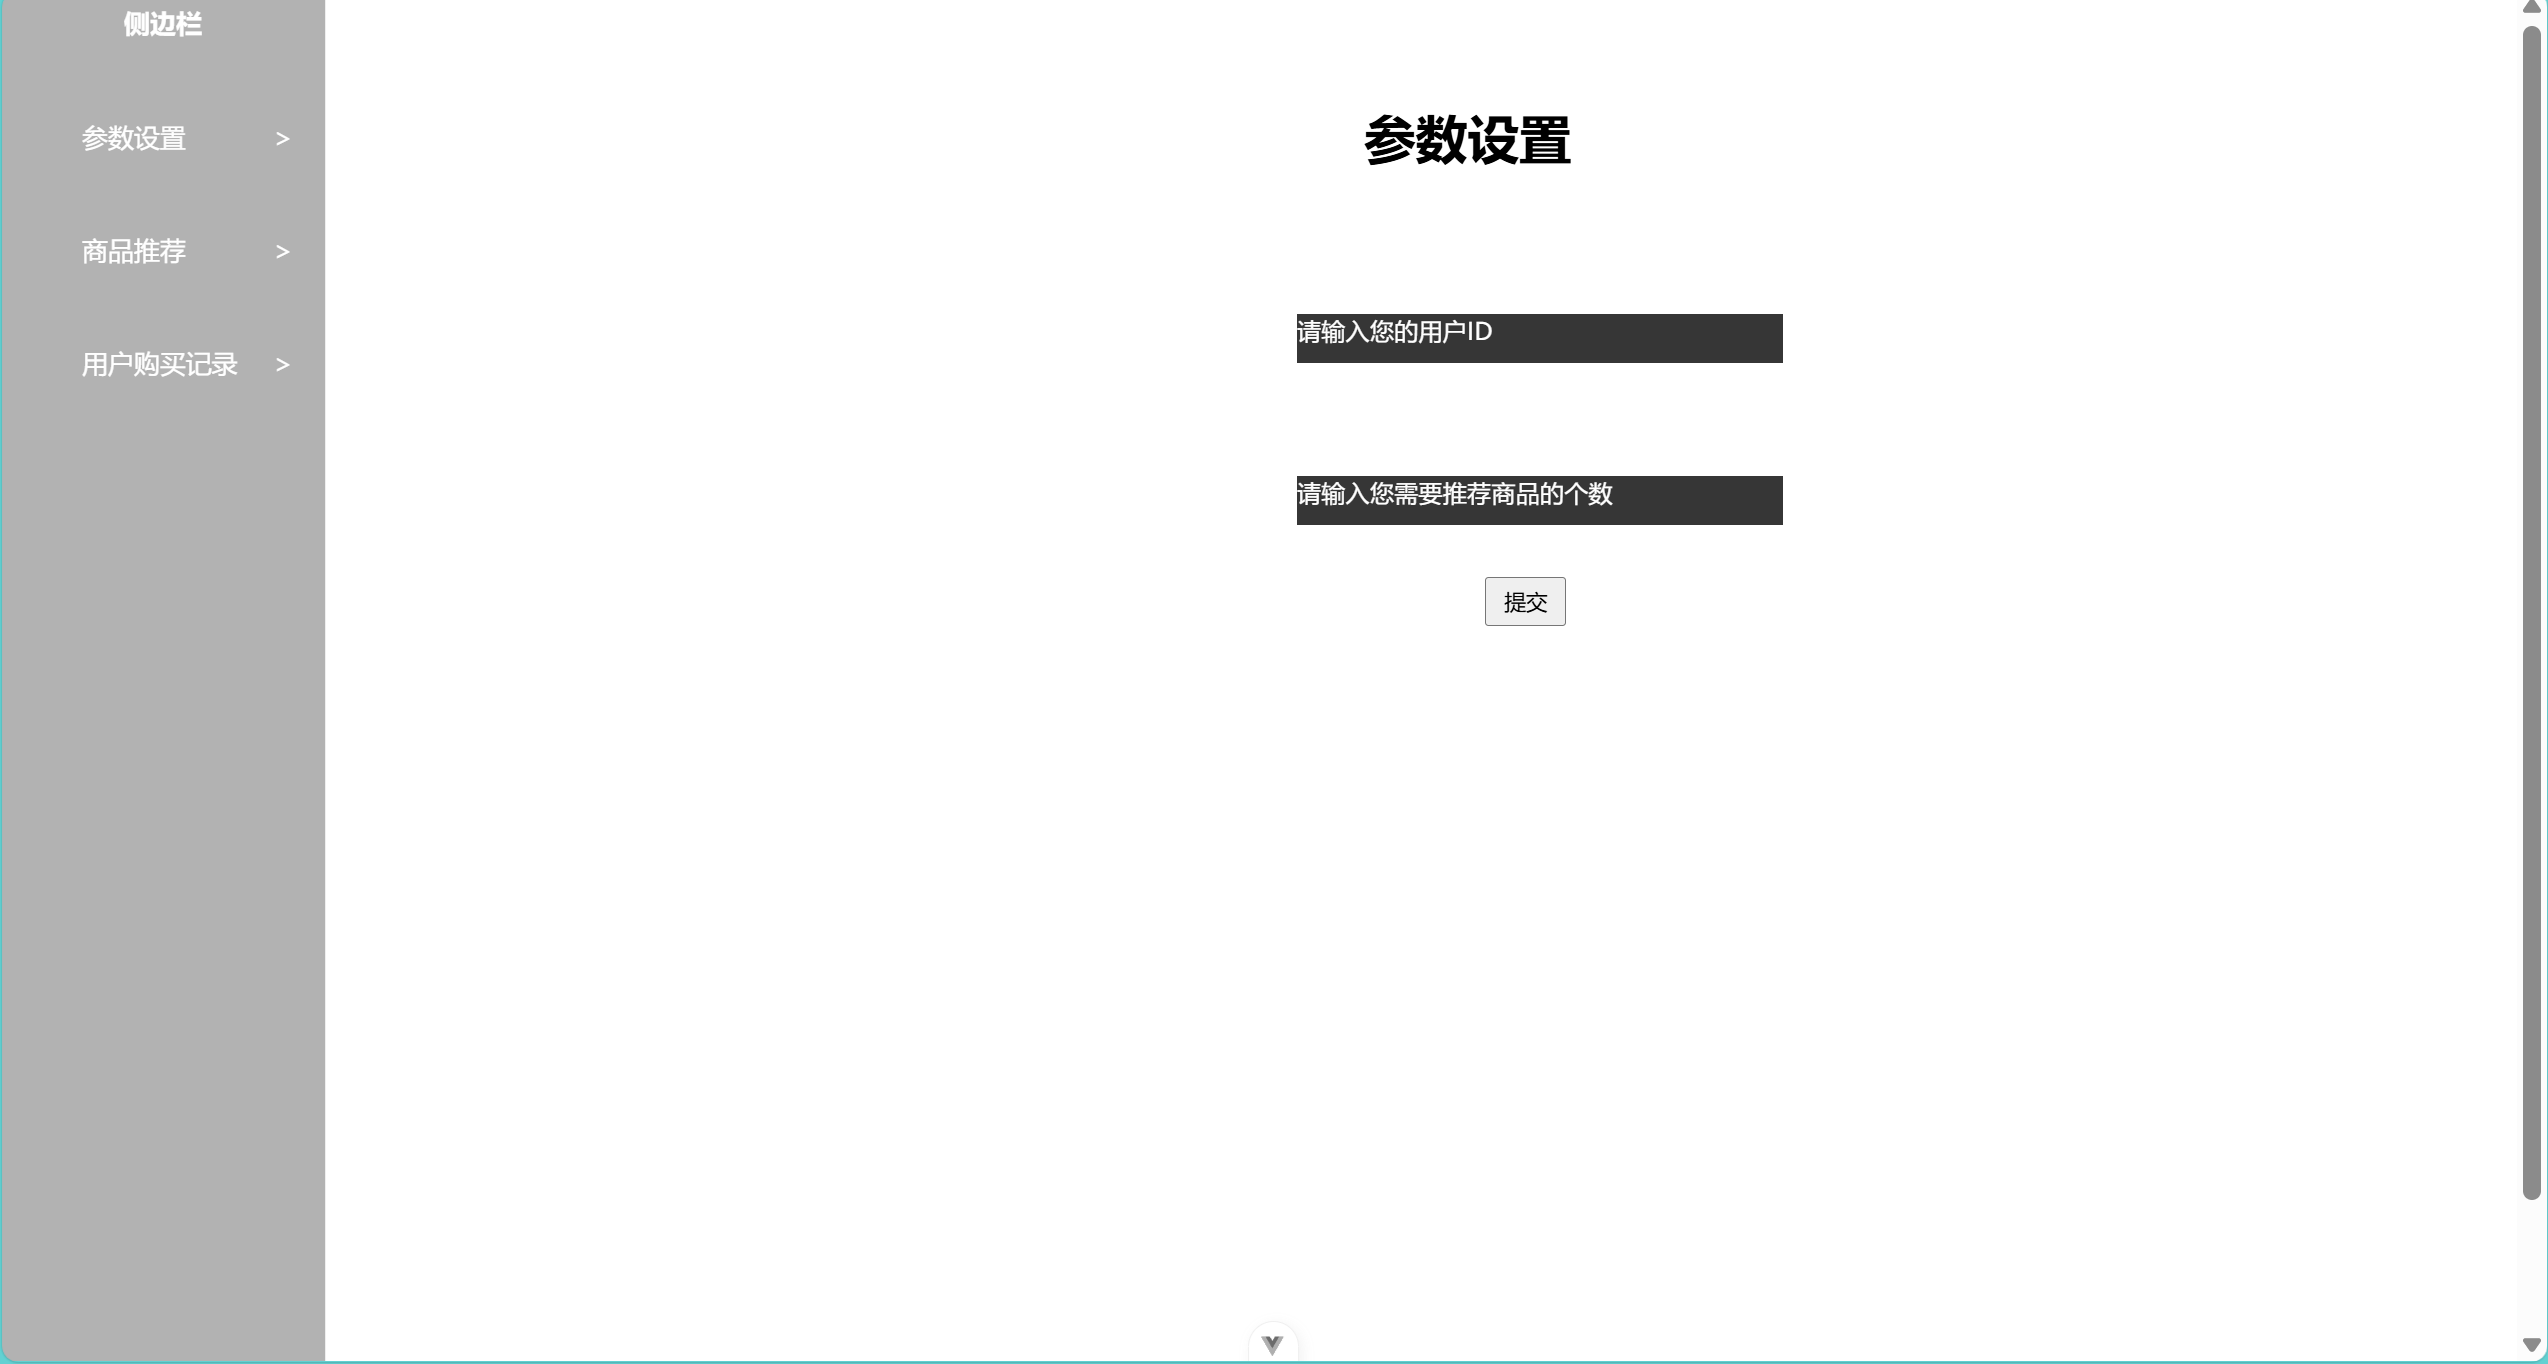 侧边栏
参数设置 >
商品推荐 >
用户购买记录 >
参数设置
请输入您的用户ID
请输入您需要推荐商品的个数
提交